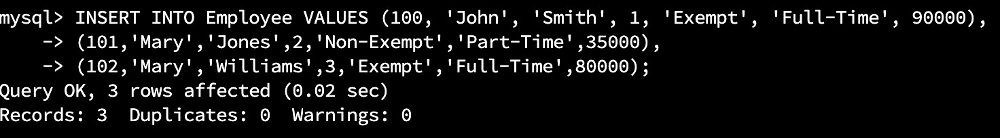 mysql> INSERT INTO Employee VALUES (100, 'John', 'Smith', 1, 'Exempt', 'Full-Time', 90000),
    -> (101,'Mary','Jones',2,'Non-Exempt','Part-Time',35000),
    -> (102,'Mary','Williams',3,'Exempt','Full-Time',80000);
Query OK, 3 rows affected (0.02 sec)
Records: 3  Duplicates: 0  Warnings: 0